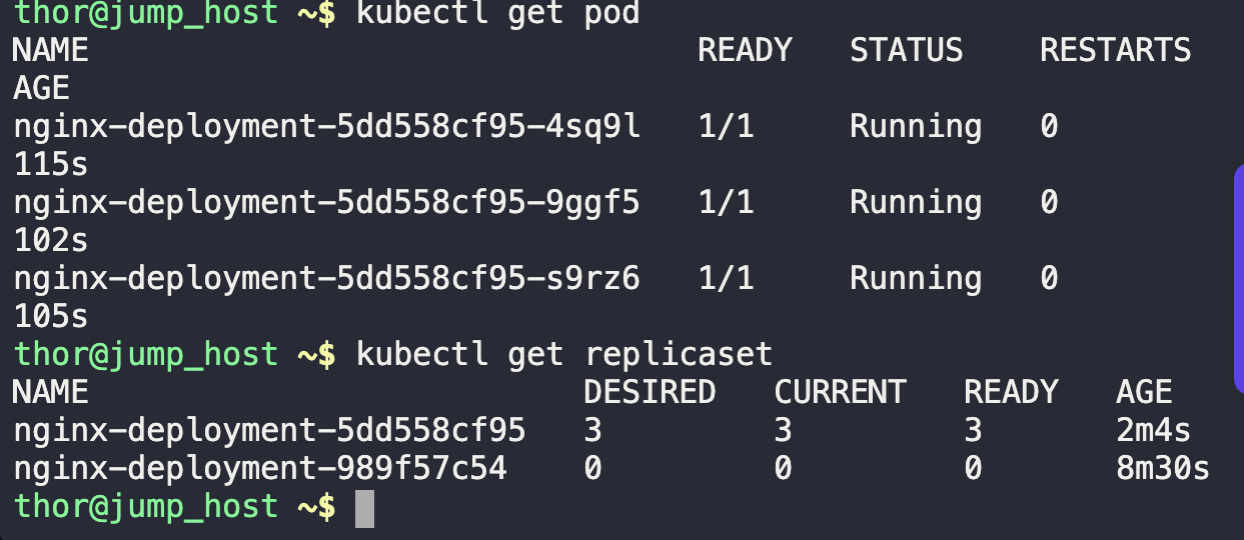 thor@jump_host ~$ kubectl get pod
NAME READY STATUS RESTARTS
AGE
nginx-deployment-5dd558cf95-4sq9l 1/1 Running 0
115s
nginx-deployment-5dd558cf95-9ggf5 1/1 Running 0
102s
nginx-deployment-5dd558cf95-s9rz6 1/1 Running 0
105s
thor@jump_host ~$ kubectl get replicaset
NAME DESIRED CURRENT READY AGE
nginx-deployment-5dd558cf95 3 3 3 2m4s
nginx-deployment-989f57c54 0 0 0 8m30s
thor@jump_host ~$